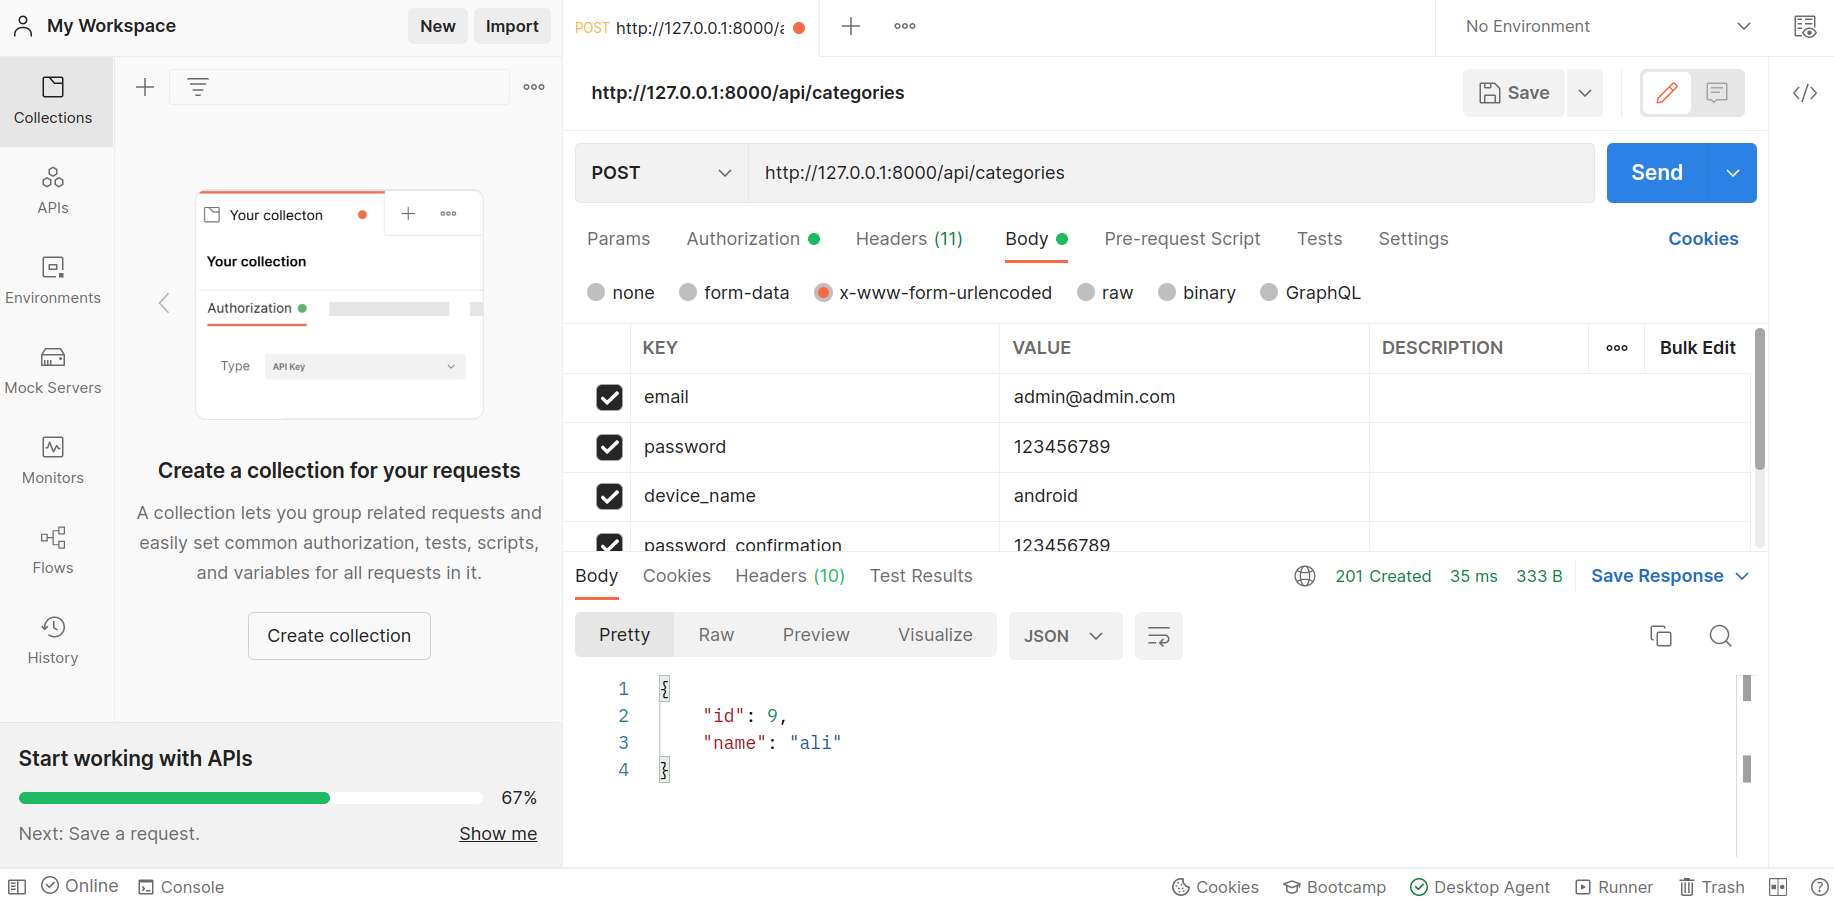 My Workspace
New
Import
POST http://127.0.0.1:8000/a
No Environment
Collections
APIs
Environments
Mock Servers
Monitors
Flows
History
Your collecton
Your collection
Authorization
Type
API Key
Create a collection for your requests
A collection lets you group related requests and
easily set common authorization, tests, scripts,
and variables for all requests in it.
Create collection
Start working with APIs
67%
Next: Save a request.
Show me
http://127.0.0.1:8000/api/categories
Save
POST
http://127.0.0.1:8000/api/categories
Send
Params
Authorization
Headers (11)
Body
Pre-request Script
Tests
Settings
Cookies
none
form-data
x-www-form-urlencoded
raw
binary
GraphQL
KEY
VALUE
DESCRIPTION
Bulk Edit
email
admin@admin.com
password
123456789
device_name
android
password_confirmation
123456789
Body
Cookies
Headers (10)
Test Results
201 Created
35 ms
333 B
Save Response
Pretty
Raw
Preview
Visualize
JSON
1 {
2 "id": 9,
3 "name": "ali"
4 }
Online
Console
Cookies
Bootcamp
Desktop Agent
Runner
Trash